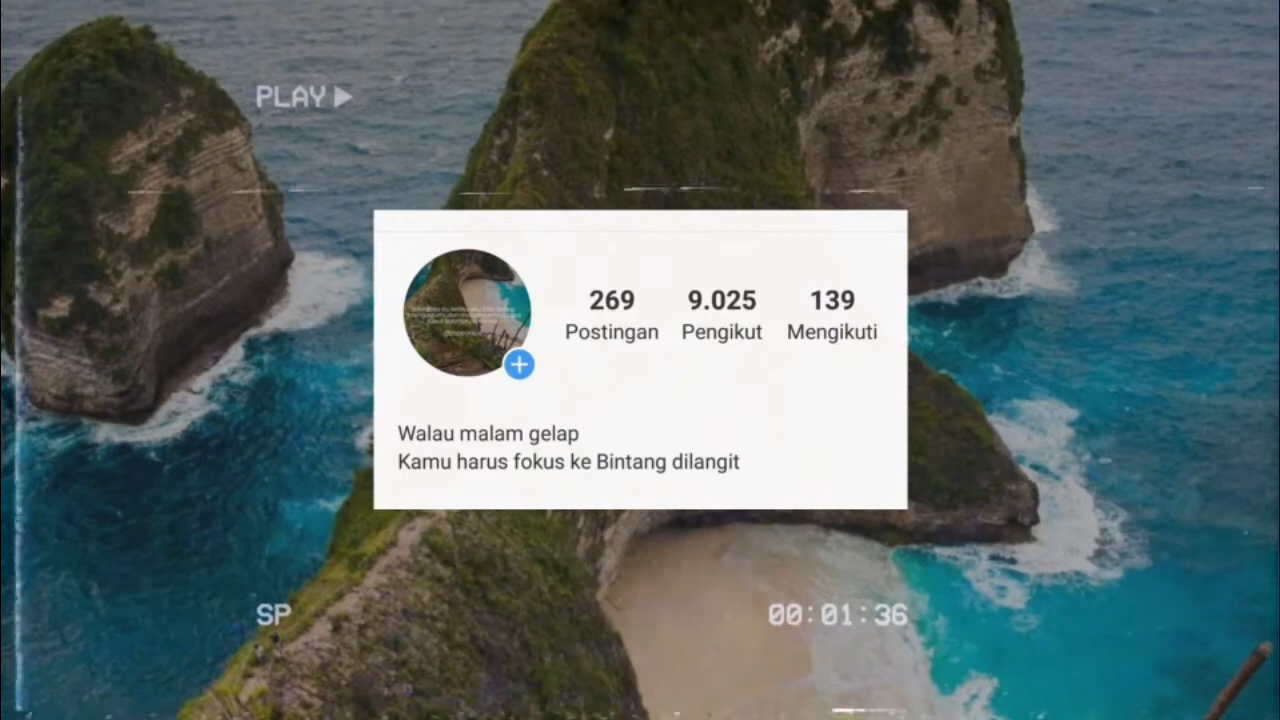 PLAY
269 9.025 139
Postingan Pengikut Mengikuti
Walau malam gelap
Kamu harus fokus ke Bintang dilangit
SP 00:01:36